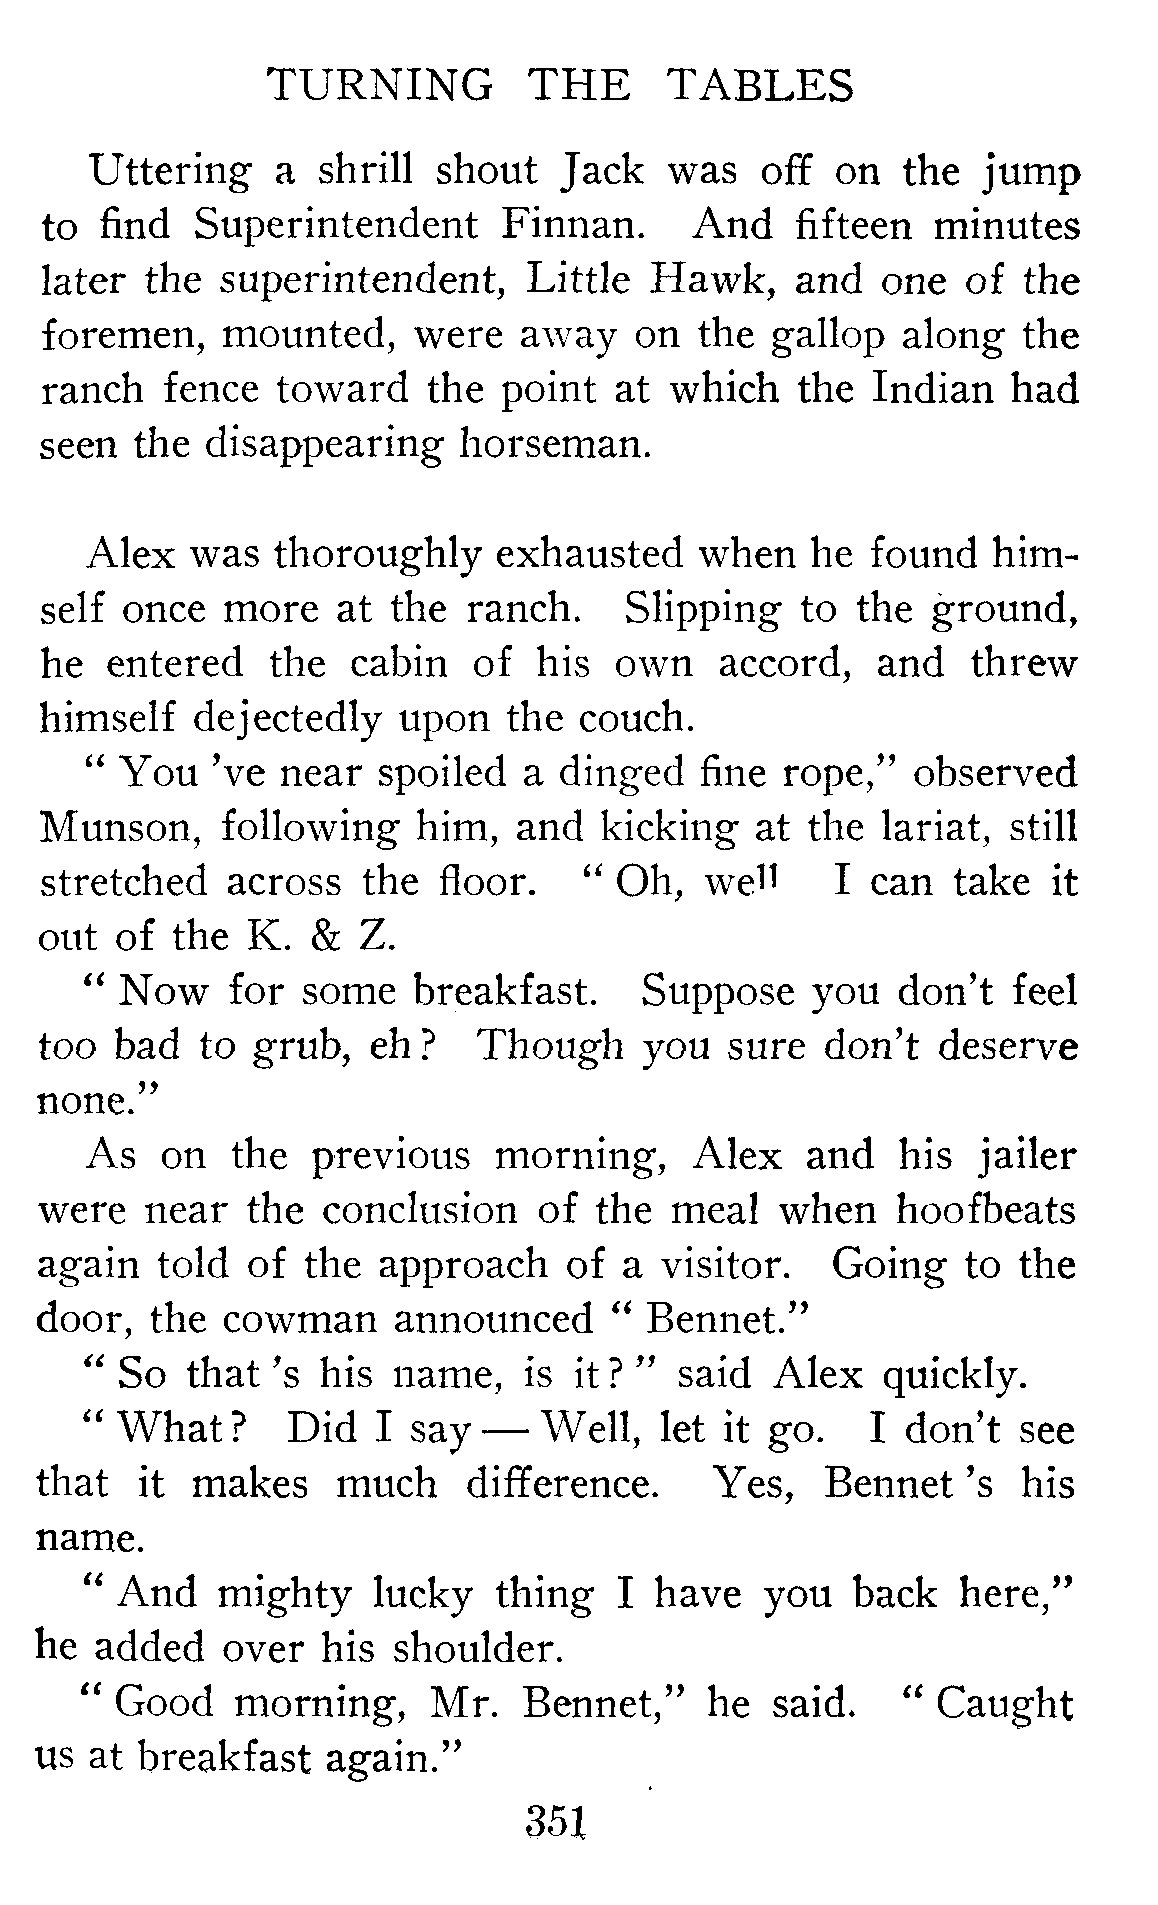 TURNING THE TABLES
Uttering a shrill shout Jack was off on the jump
to find Superintendent Finnan. And fifteen minutes
later the superintendent, Little Hawk, and one of the
foremen, mounted, were away on the gallop along the
ranch fence toward the point at which the Indian had
seen the disappearing horseman.
Alex was thoroughly exhausted when he found him-
self once more at the ranch. Slipping to the ground,
he entered the cabin of his own accord, and threw
himself dejectedly upon the couch.
“ You 've near spoiled a dinged fine rope,” observed
Munson, following him, and kicking at the lariat, still
stretched across the floor. “ Oh, well I can take it
out of the K. & Z.
“ Now for some breakfast. Suppose you don't feel
too bad to grub, eh? Though you sure don't deserve
none.”
As on the previous morning, Alex and his jailer
were near the conclusion of the meal when hoofbeats
again told of the approach of a visitor. Going to the
door, the cowman announced “ Bennet.”
“ So that 's his name, is it? ” said Alex quickly.
“ What? Did I say — Well, let it go. I don't see
that it makes much difference. Yes, Bennet 's his
name.
“ And mighty lucky thing I have you back here,”
he added over his shoulder.
“ Good morning, Mr. Bennet,” he said. “ Caught
us at breakfast again.”
351